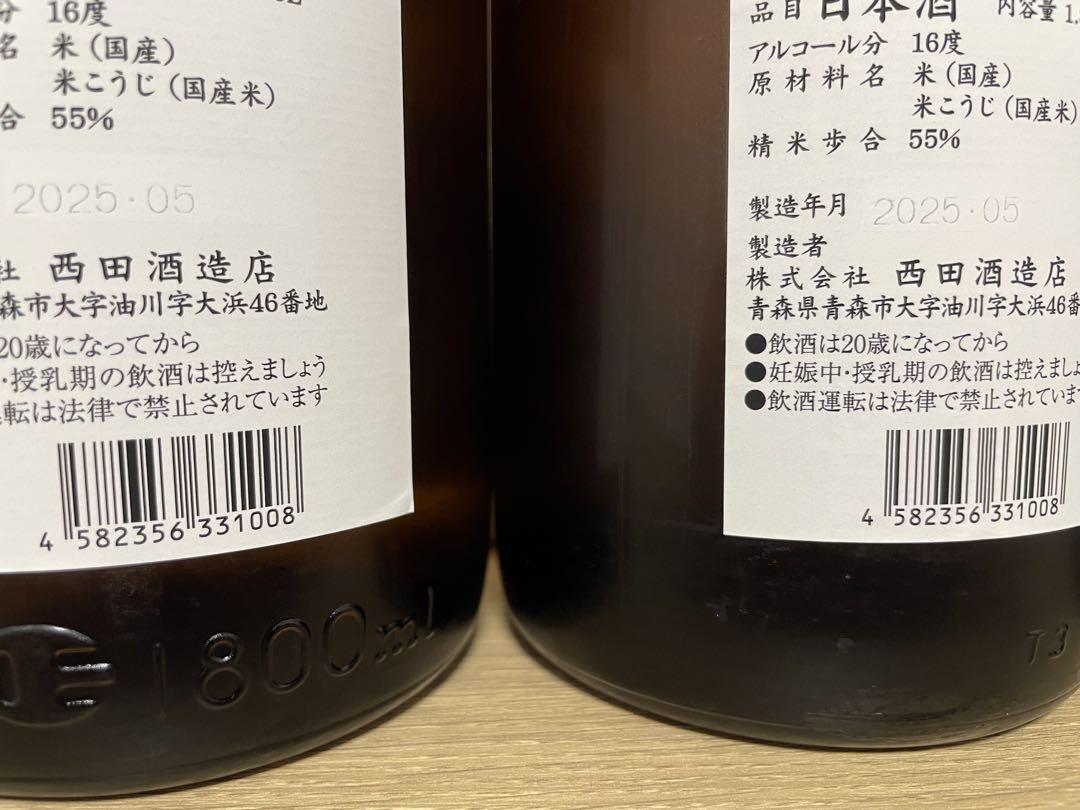 16度
名 米（国産）
米こうじ（国産米）
合 55%
2025・05
西田酒造店
森市大字油川字大浜46番地
20歳になってから
・授乳期の飲酒は控えましょう
運転は法律で禁止されています
4 582356 331008
1800ml
品目 日本酒 内容量 1,
アルコール分 16度
原材料名 米（国産）
米こうじ（国産米）
精米歩合 55%
製造年月 2025・05
製造者
株式会社 西田酒造店
青森県青森市大字油川字大浜46番
●飲酒は20歳になってから
●妊娠中・授乳期の飲酒は控えましょ
●飲酒運転は法律で禁止されています
4 582356 331008
T3